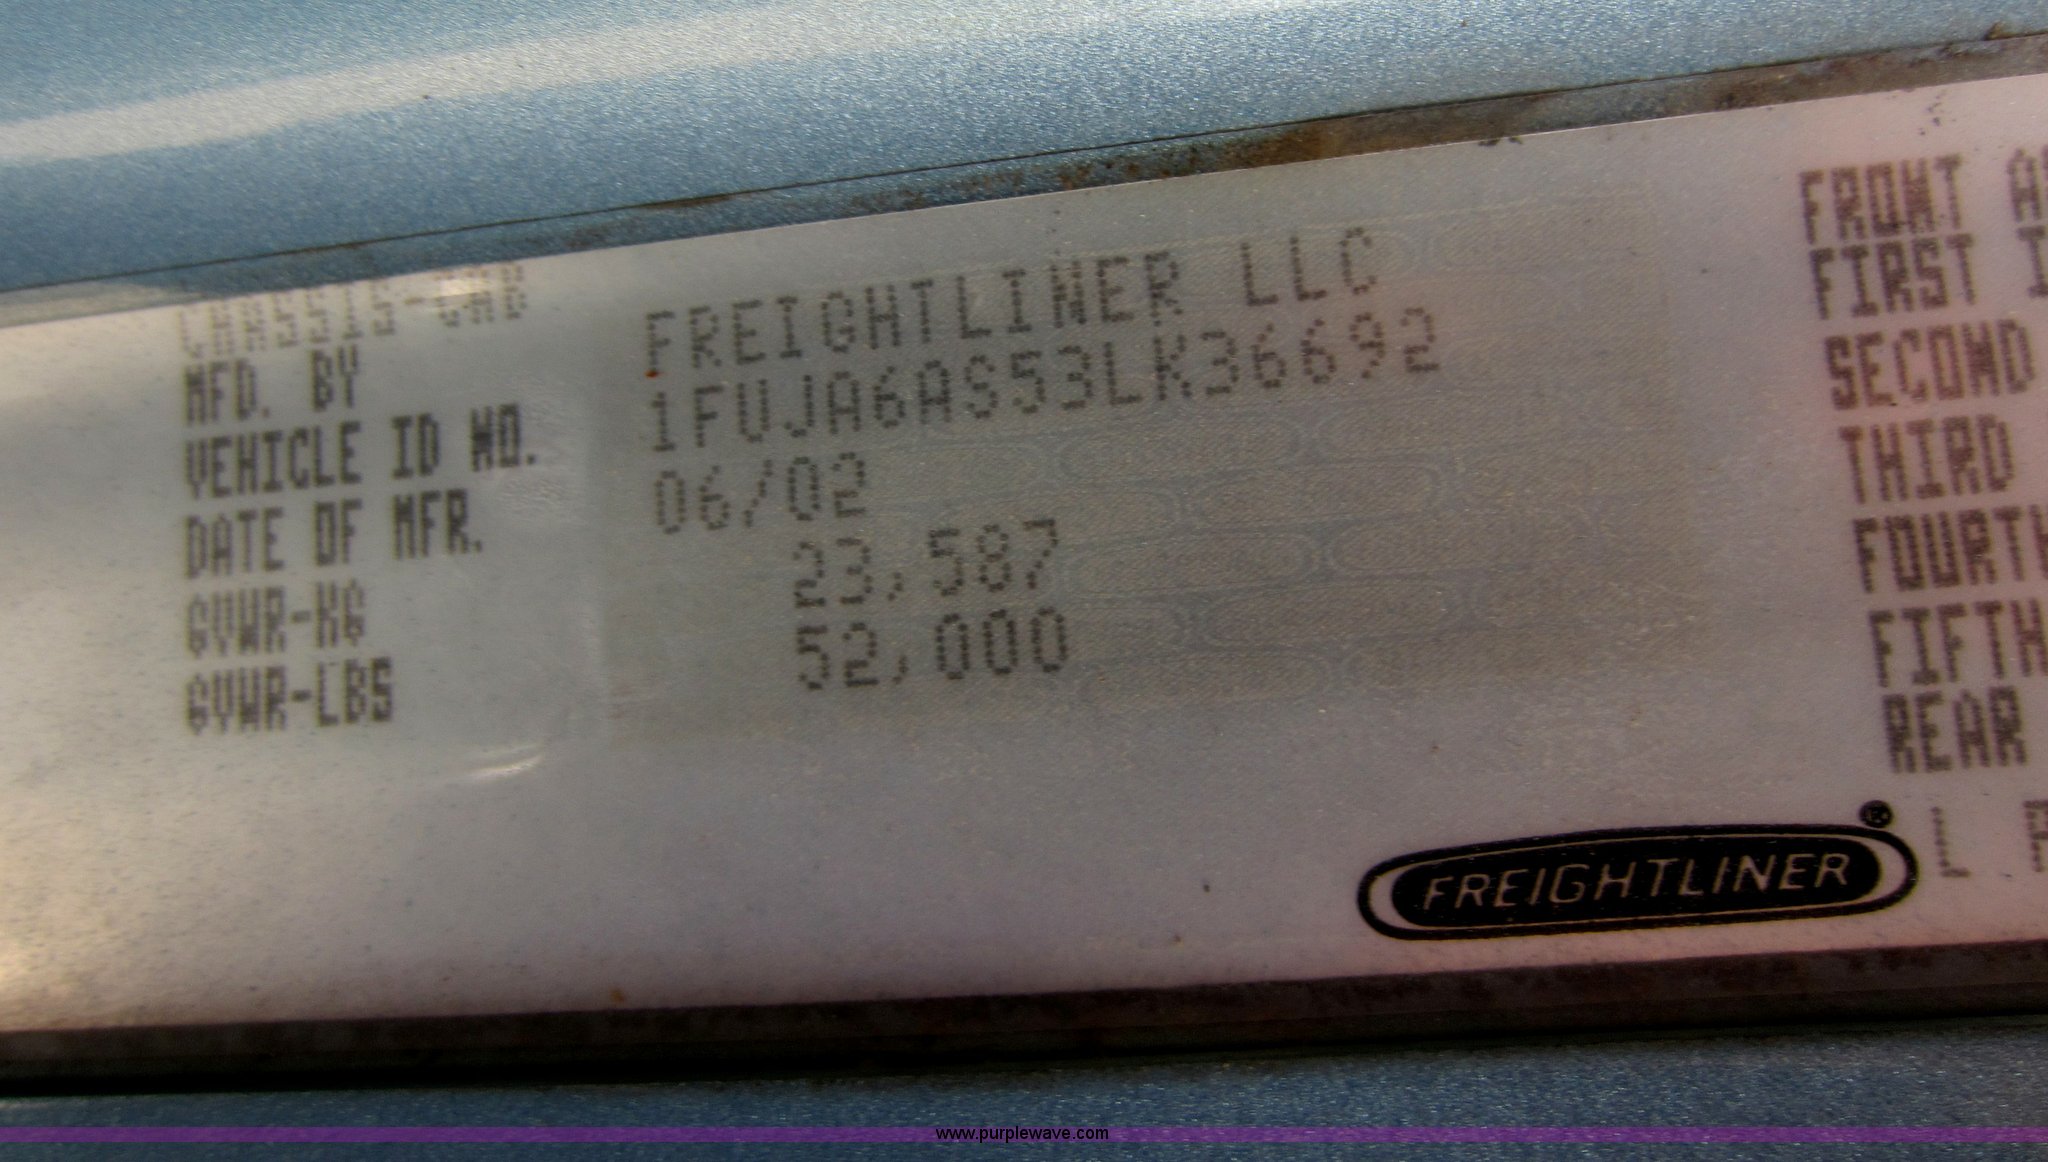 CHASSIS-CAB
MFD. BY FREIGHTLINER LLC
VEHICLE ID NO. 1FUJA6AS53LK36692
DATE OF MFR. 06/02
GVWR-KG 23,587
GVWR-LBS 52,000
FRONT
FIRST
SECOND
THIRD
FOURTH
FIFTH
REAR
FREIGHTLINER®
www.purplewave.com